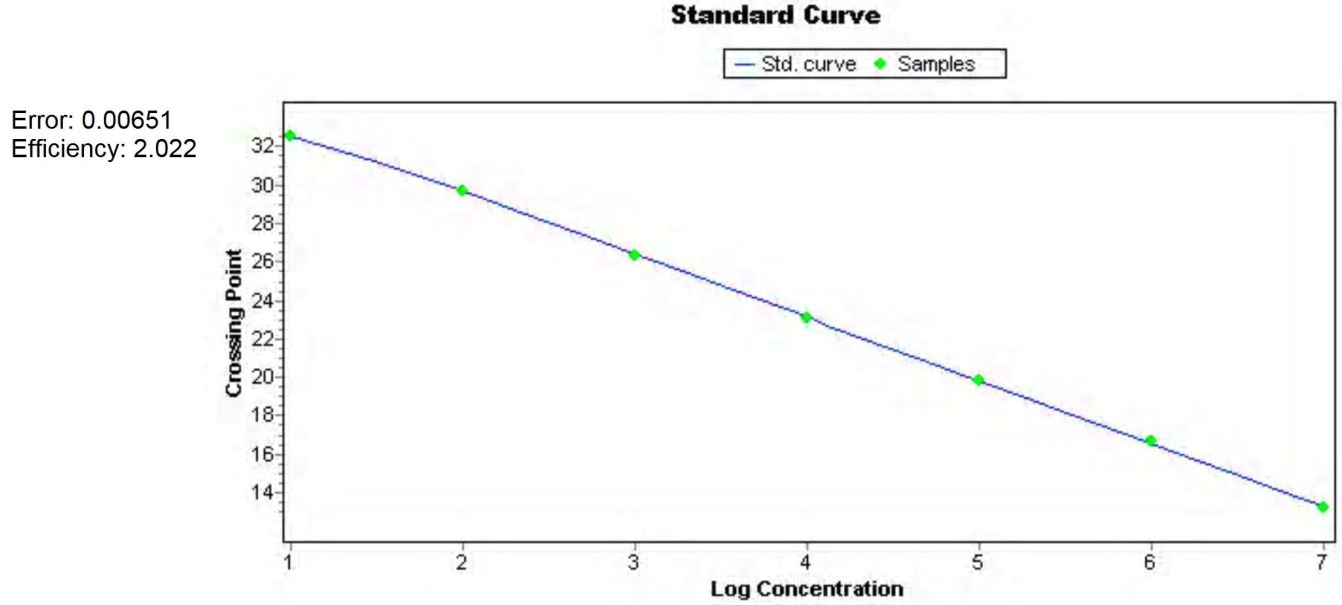 Standard Curve
Std. curve Samples
Error: 0.00651
Efficiency: 2.022
Crossing Point
32
30
28
26
24
22
20
18
16
14
1 2 3 4 5 6 7
Log Concentration